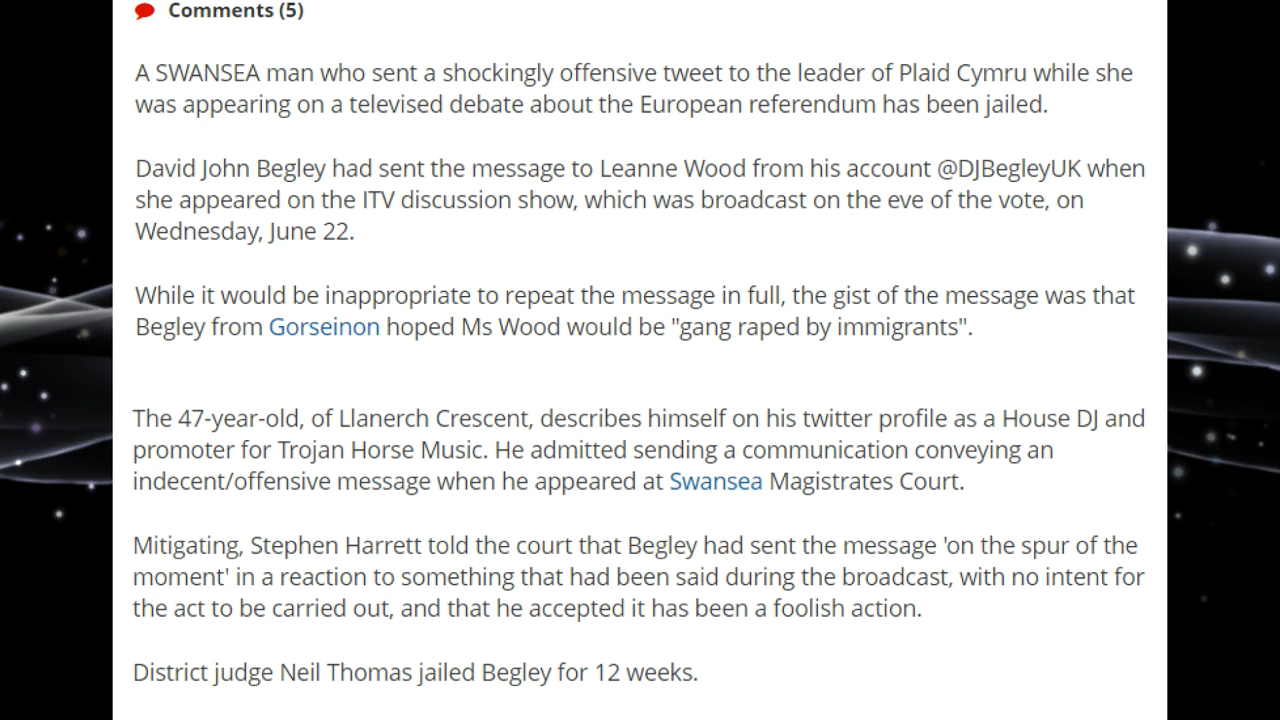 Comments (5)
A SWANSEA man who sent a shockingly offensive tweet to the leader of Plaid Cymru while she
was appearing on a televised debate about the European referendum has been jailed.
David John Begley had sent the message to Leanne Wood from his account @DJBegleyUK when
she appeared on the ITV discussion show, which was broadcast on the eve of the vote, on
Wednesday, June 22.
While it would be inappropriate to repeat the message in full, the gist of the message was that
Begley from Gorseinon hoped Ms Wood would be "gang raped by immigrants".
The 47-year-old, of Llanerch Crescent, describes himself on his twitter profile as a House DJ and
promoter for Trojan Horse Music. He admitted sending a communication conveying an
indecent/offensive message when he appeared at Swansea Magistrates Court.
Mitigating, Stephen Harrett told the court that Begley had sent the message 'on the spur of the
moment' in a reaction to something that had been said during the broadcast, with no intent for
the act to be carried out, and that he accepted it has been a foolish action.
District judge Neil Thomas jailed Begley for 12 weeks.